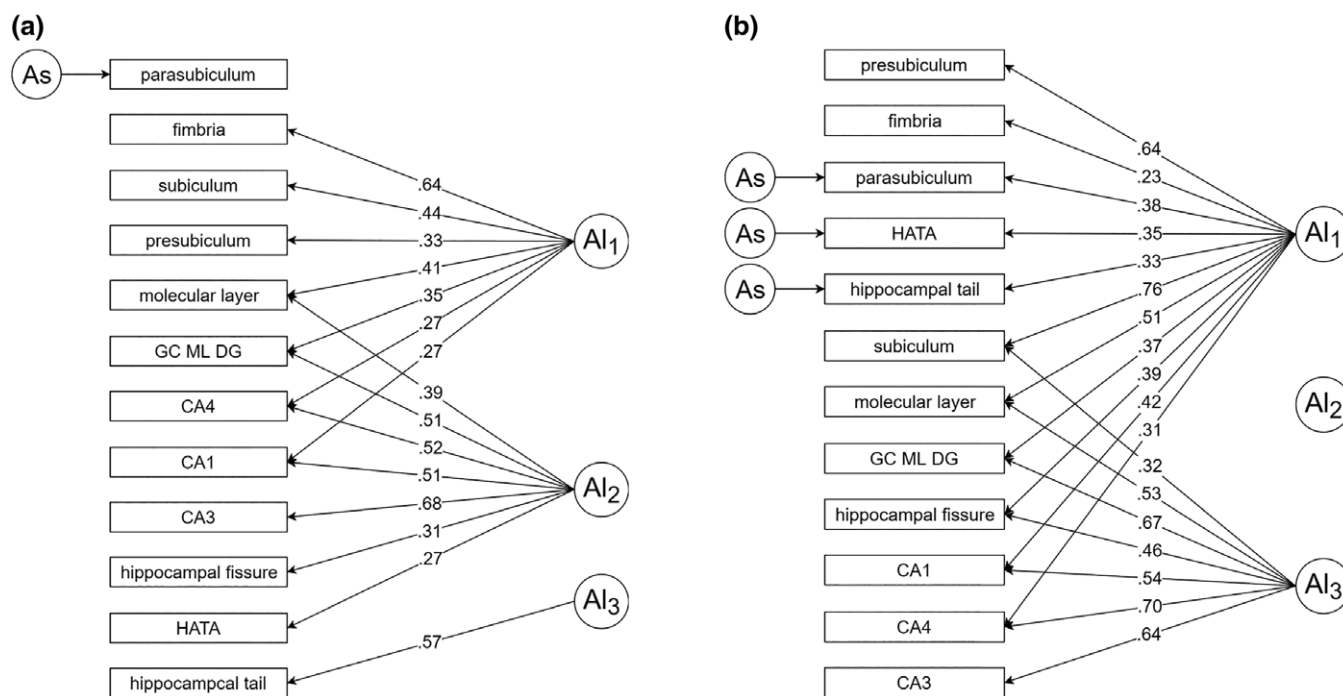 (a)
As
parasubiculum
fimbria
subiculum
presubiculum
molecular layer
GC ML DG
CA4
CA1
CA3
hippocampal fissure
HATA
hippocampcal tail
.64
.44
.33
.41
.35
.27
.27
.39
.51
.52
.51
.68
.31
.27
.57
Al1
Al2
Al3
(b)
presubiculum
fimbria
As
parasubiculum
As
HATA
As
hippocampal tail
subiculum
molecular layer
GC ML DG
hippocampal fissure
CA1
CA4
CA3
.64
.23
.38
.35
.33
.76
.51
.37
.39
.42
.31
.32
.53
.67
.46
.54
.70
.64
Al1
Al2
Al3